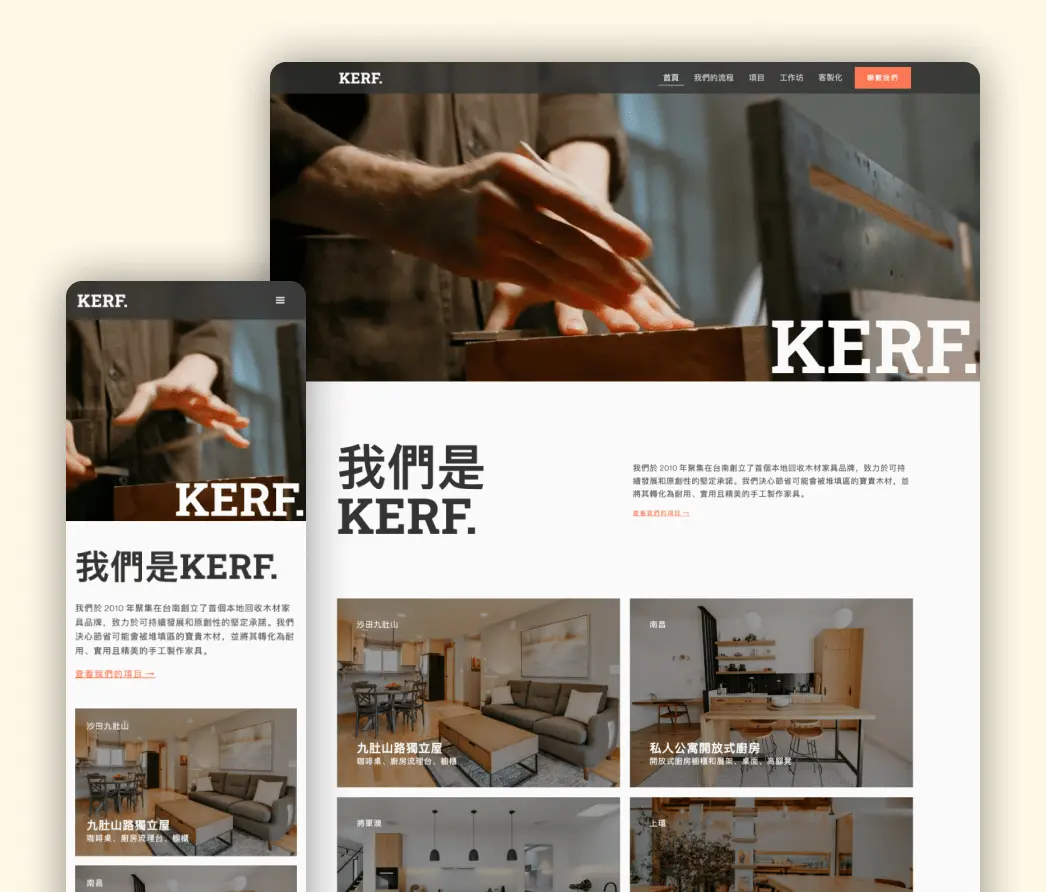 KERF.
首頁 我們的流程 項目 工作坊 客製化 聯繫我們
KERF.
我們是
KERF.
我們於 2010 年聚集在台南創立了首個本地回收木材家具品牌，致力於可持
續發展和原創性的堅定承諾。我們決心節省可能會被堆填區的寶貴木材，並
將其轉化為耐用、實用且精美的手工製作家具。
查看我們的項目 →
沙田九肚山
九肚山路獨立屋
咖啡桌、廚房流理台、櫥櫃
南昌
私人公寓開放式廚房
開放式廚房櫥櫃和層架、桌面、高腳凳
將軍澳
上環
KERF.
KERF.
我們是KERF.
我們於 2010 年聚集在台南創立了首個本地回收木材家
具品牌，致力於可持續發展和原創性的堅定承諾。我們
決心節省可能會被堆填區的寶貴木材，並將其轉化為耐
用、實用且精美的手工製作家具。
查看我們的項目 →
沙田九肚山
九肚山路獨立屋
咖啡桌、廚房流理台、櫥櫃
南昌